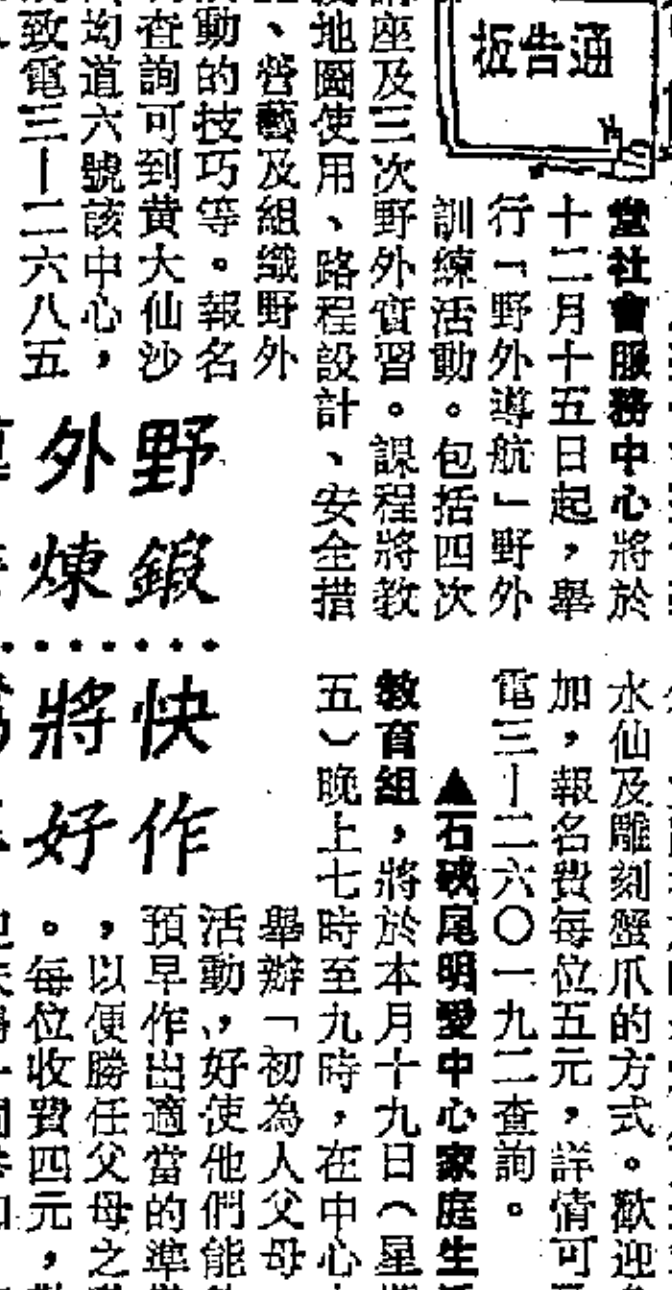 通告板
堂社會服務中心將於
十二月十五日起，舉
行「野外導航」野外
訓練活動。包括四次
講座及三次野外實習。課程將教
地圖使用、路程設計、安全措
、營藝及組織野外
動的技巧等。報名
查詢可到黃大仙沙
均道六號該中心，
致電三—二六八五
野鍛快作
外煉將好
水仙及雕刻蟹爪的方式。歡迎
加，報名費每位五元，詳情可
電三—二六〇一九二查詢。
▲石硤尾明愛中心家庭生
教育組，將於本月十九日（星
五）晚上七時至九時，在中心
舉辦「初為人父母
活動，好使他們能
預早作出適當的準
，以便勝任父母之
。每位收費四元，